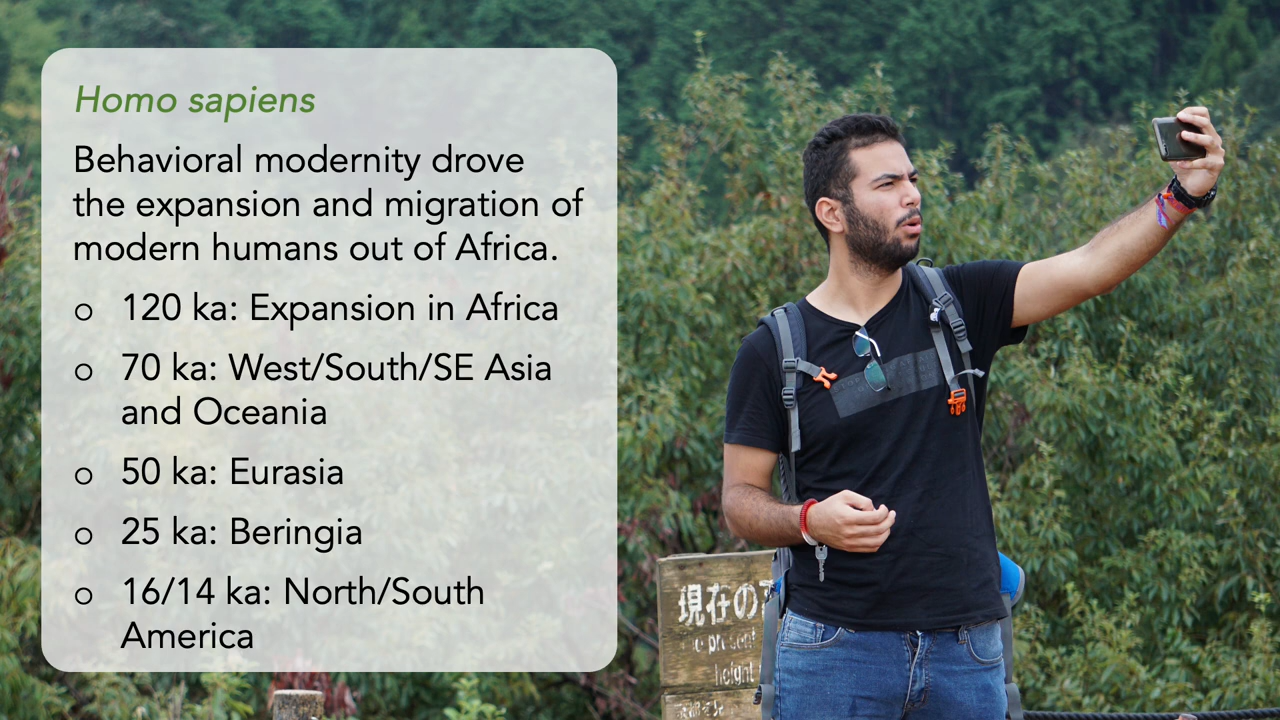 Homo sapiens
Behavioral modernity drove
the expansion and migration of
modern humans out of Africa.
o 120 ka: Expansion in Africa
o 70 ka: West/South/SE Asia
and Oceania
o 50 ka: Eurasia
o 25 ka: Beringia
o 16/14 ka: North/South
America
現在の
present
height